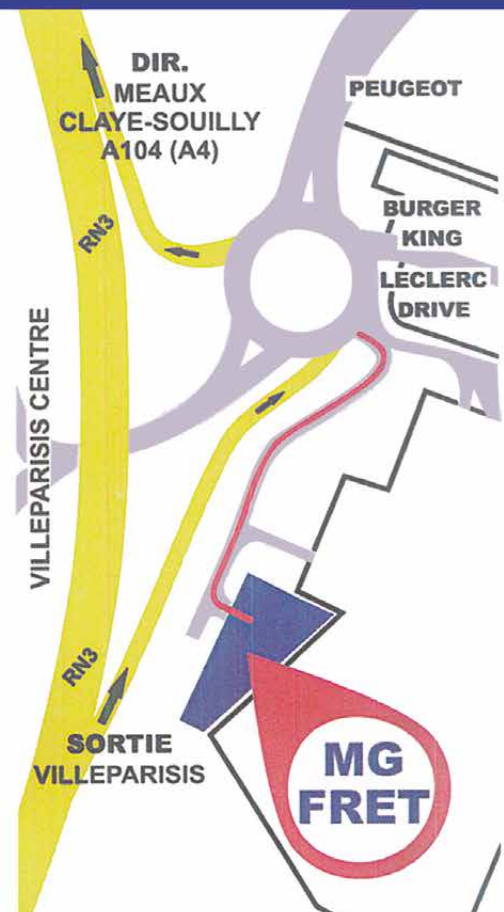 DIR.
MEAUX
CLAYE-SOUILLY
A104 (A4)
PEUGEOT
BURGER
KING
LECLERC
DRIVE
RN3
VILLEPARISIS CENTRE
RN3
SORTIE
VILLEPARISIS
MG
FRET